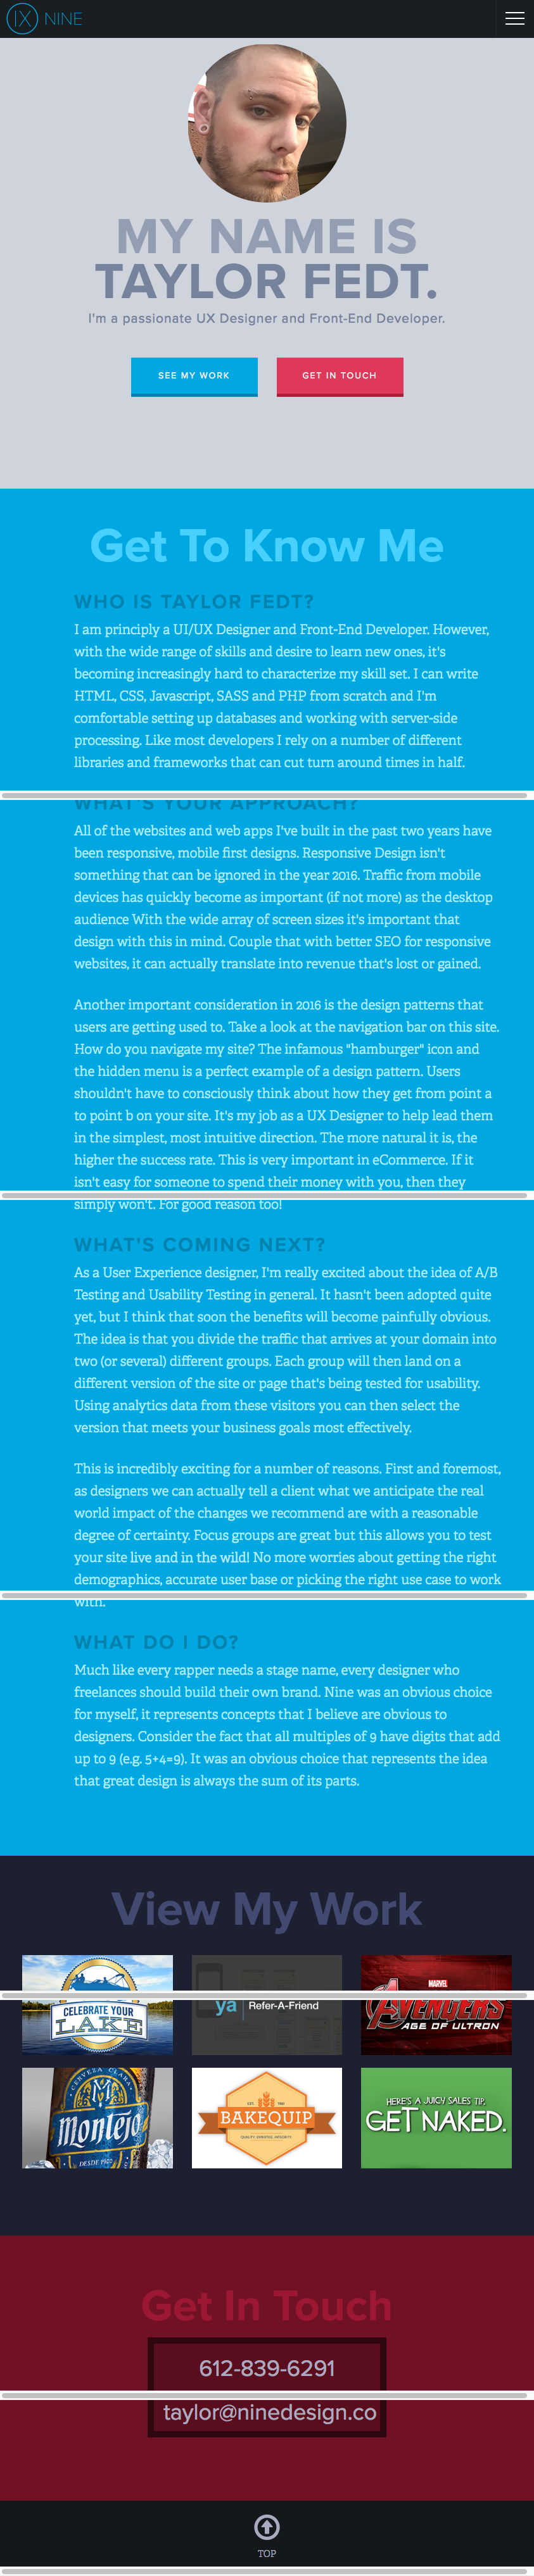 IX NINE
MY NAME IS
TAYLOR FEDT.
I'm a passionate UX Designer and Front-End Developer.
SEE MY WORK
GET IN TOUCH
Get To Know Me
WHO IS TAYLOR FEDT?
I am principly a UI/UX Designer and Front-End Developer. However,
with the wide range of skills and desire to learn new ones, it's
becoming increasingly hard to characterize my skill set. I can write
HTML, CSS, Javascript, SASS and PHP from scratch and I'm
comfortable setting up databases and working with server-side
processing. Like most developers I rely on a number of different
libraries and frameworks that can cut turn around times in half.
WHAT'S YOUR APPROACH?
All of the websites and web apps I've built in the past two years have
been responsive, mobile first designs. Responsive Design isn't
something that can be ignored in the year 2016. Traffic from mobile
devices has quickly become as important (if not more) as the desktop
audience With the wide array of screen sizes it's important that
design with this in mind. Couple that with better SEO for responsive
websites, it can actually translate into revenue that's lost or gained.
Another important consideration in 2016 is the design patterns that
users are getting used to. Take a look at the navigation bar on this site.
How do you navigate my site? The infamous "hamburger" icon and
the hidden menu is a perfect example of a design pattern. Users
shouldn't have to consciously think about how they get from point a
to point b on your site. It's my job as a UX Designer to help lead them
in the simplest, most intuitive direction. The more natural it is, the
higher the success rate. This is very important in eCommerce. If it
isn't easy for someone to spend their money with you, then they
simply won't. For good reason too!
WHAT'S COMING NEXT?
As a User Experience designer, I'm really excited about the idea of A/B
Testing and Usability Testing in general. It hasn't been adopted quite
yet, but I think that soon the benefits will become painfully obvious.
The idea is that you divide the traffic that arrives at your domain into
two (or several) different groups. Each group will then land on a
different version of the site or page that's being tested for usability.
Using analytics data from these visitors you can then select the
version that meets your business goals most effectively.
This is incredibly exciting for a number of reasons. First and foremost,
as designers we can actually tell a client what we anticipate the real
world impact of the changes we recommend are with a reasonable
degree of certainty. Focus groups are great but this allows you to test
your site live and in the wild! No more worries about getting the right
demographics, accurate user base or picking the right use case to work
with.
WHAT DO I DO?
Much like every rapper needs a stage name, every designer who
freelances should build their own brand. Nine was an obvious choice
for myself, it represents concepts that I believe are obvious to
designers. Consider the fact that all multiples of 9 have digits that add
up to 9 (e.g. 5+4=9). It was an obvious choice that represents the idea
that great design is always the sum of its parts.
View My Work
CELEBRATE YOUR
LAKE
ya Refer-A-Friend
MARVEL
AVENGERS
AGE OF ULTRON
CERVEZA CLARA
M
Montejo
DESDE 1900
BAKEQUIP
HERE'S A JUICY SALES TIP.
GET NAKED.
Get In Touch
612-839-6291
taylor@ninedesign.co
TOP